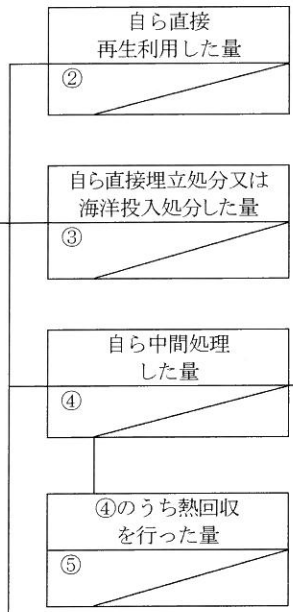 自ら直接
再生利用した量
②
自ら直接埋立処分又は
海洋投入処分した量
③
自ら中間処理
した量
④
④のうち熱回収
を行った量
⑤